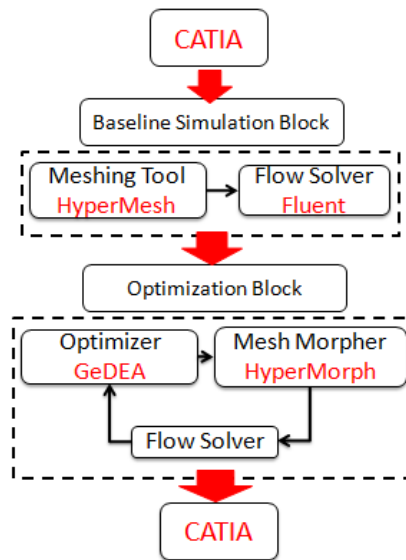 CATIA
Baseline Simulation Block
Meshing Tool
HyperMesh
Flow Solver
Fluent
Optimization Block
Optimizer
GeDEA
Mesh Morpher
HyperMorph
Flow Solver
CATIA